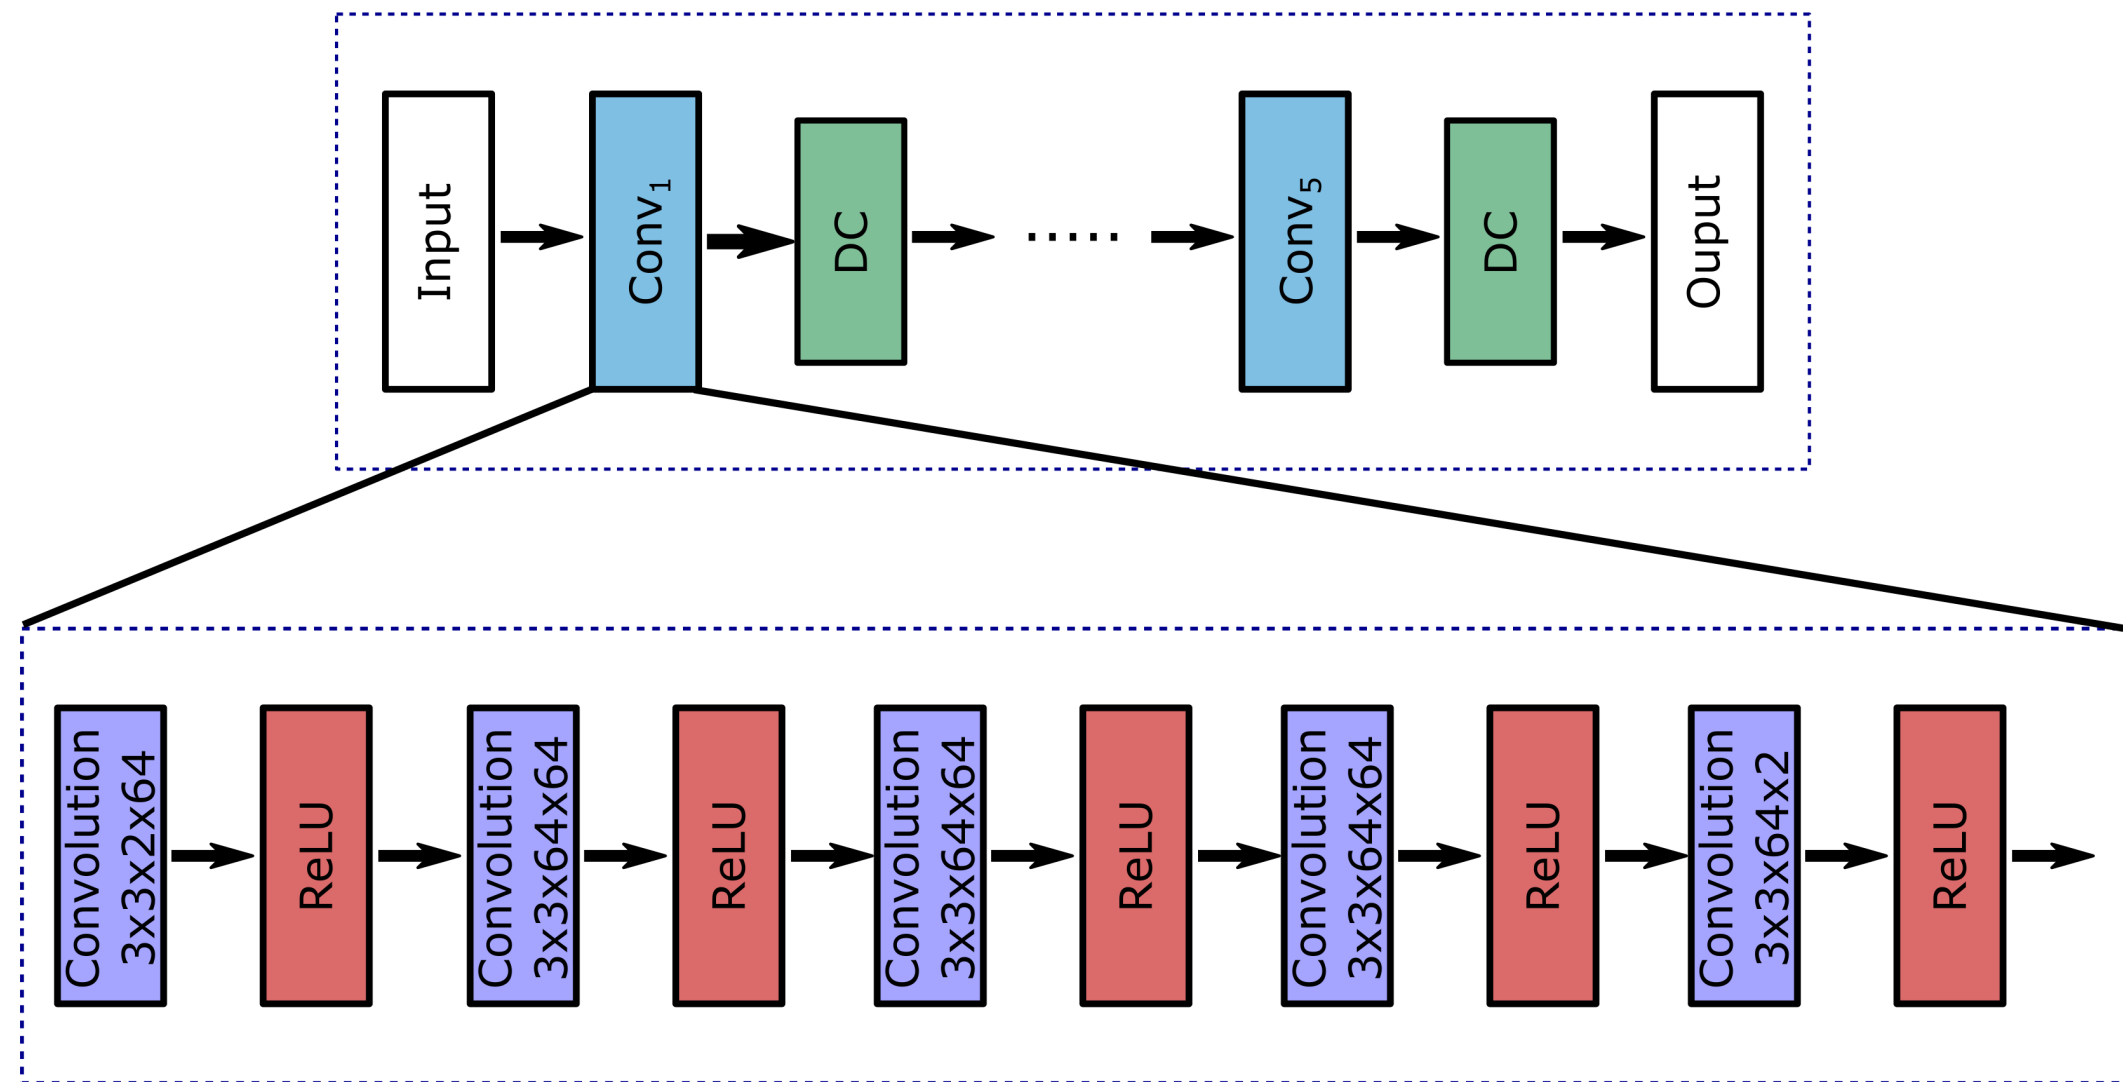 Input
Conv1
DC
.....
Conv5
DC
Ouput
Convolution
3x3x2x64
ReLU
Convolution
3x3x64x64
ReLU
Convolution
3x3x64x64
ReLU
Convolution
3x3x64x64
ReLU
Convolution
3x3x64x2
ReLU